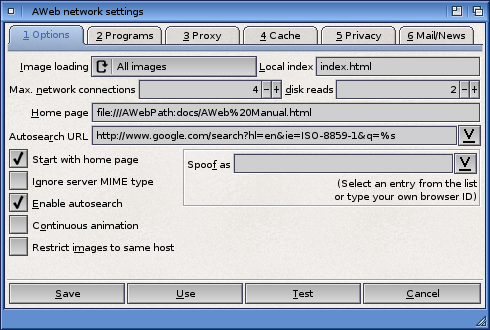 AWeb network settings
1 Options 2 Programs 3 Proxy 4 Cache 5 Privacy 6 Mail/News
Image loading All images Local index index.html
Max. network connections 4 - + disk reads 2 - +
Home page file:///AWebPath:docs/AWeb%20Manual.html
Autosearch URL http://www.google.com/search?hl=en&ie=ISO-8859-1&q=%s
Start with home page
Spoof as
Ignore server MIME type
(Select an entry from the list
or type your own browser ID)
Enable autosearch
Continuous animation
Restrict images to same host
Save Use Test Cancel